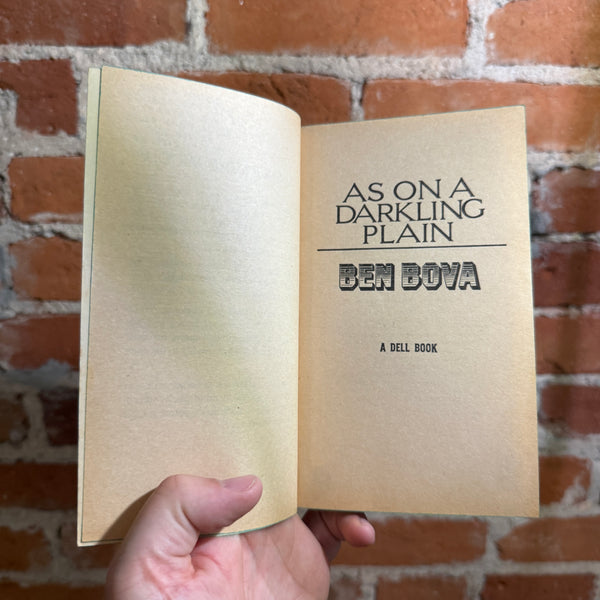 AS ON A
DARKLING
PLAIN
BEN BOVA
A DELL BOOK